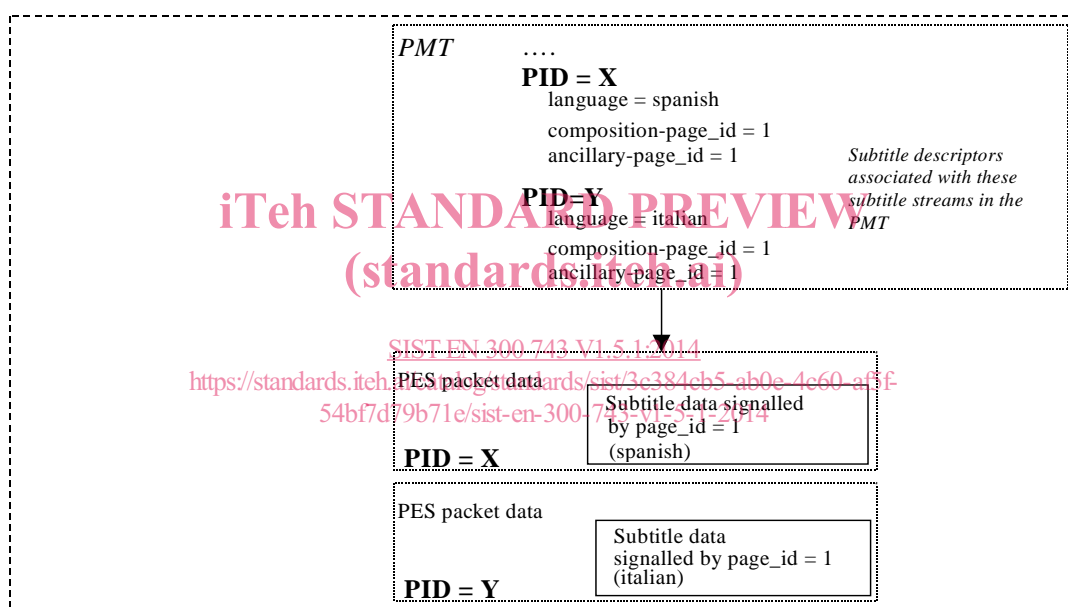 PMT ....
PID = X
language = spanish
composition-page_id = 1
ancillary-page_id = 1
Subtitle descriptors
associated with these
subtitle streams in the
PMT
PID=Y
language = italian
composition-page_id = 1
ancillary-page_id = 1
iTeh STANDARD PREVIEW
(standards.iteh.ai)
SIST EN 300 743 V1.5.1:2014
https://standards.iteh.ai/catalog/standards/sist/3c384cb5-ab0e-4c60-af5f-
54bf7d79b71e/sist-en-300-743-v1-5-1-2014
PES packet data
Subtitle data signalled
by page_id = 1
(spanish)
PID = X
PES packet data
Subtitle data
signalled by page_id = 1
(italian)
PID = Y